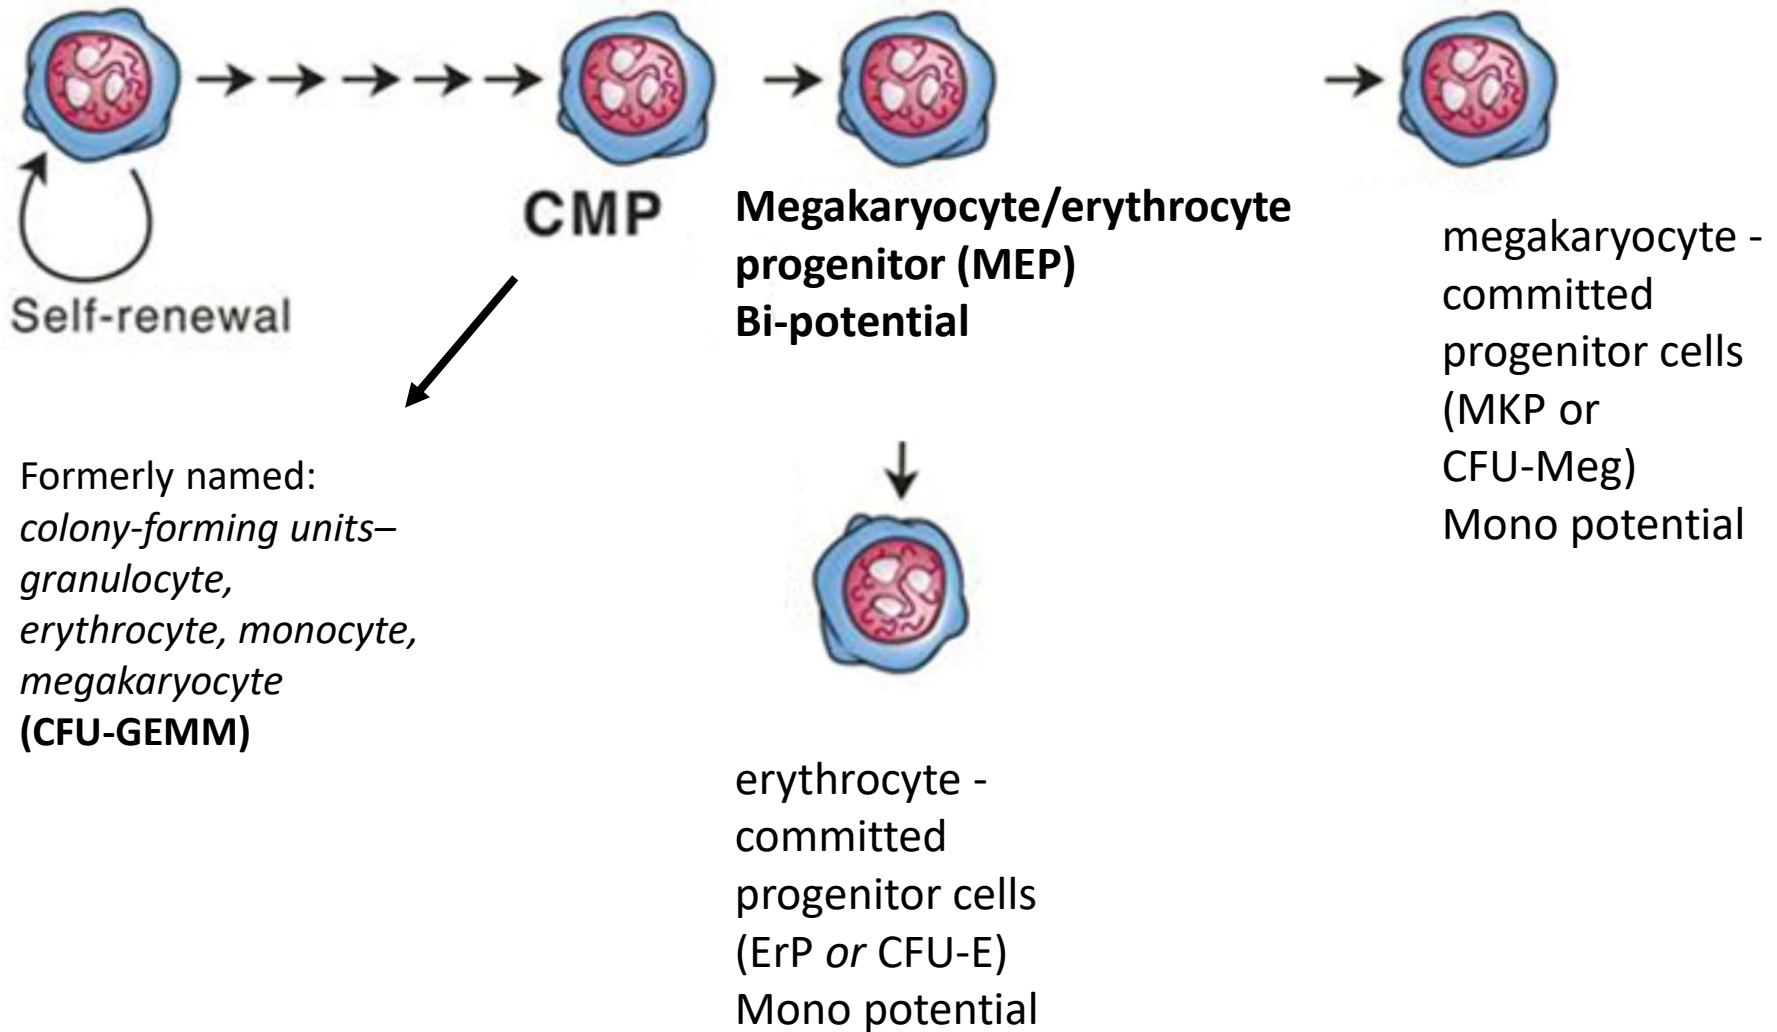 CMP
Self-renewal
Megakaryocyte/erythrocyte
progenitor (MEP)
Bi-potential
megakaryocyte -
committed
progenitor cells
(MKP or
CFU-Meg)
Mono potential
Formerly named:
colony-forming units–
granulocyte,
erythrocyte, monocyte,
megakaryocyte
(CFU-GEMM)
erythrocyte -
committed
progenitor cells
(ErP or CFU-E)
Mono potential